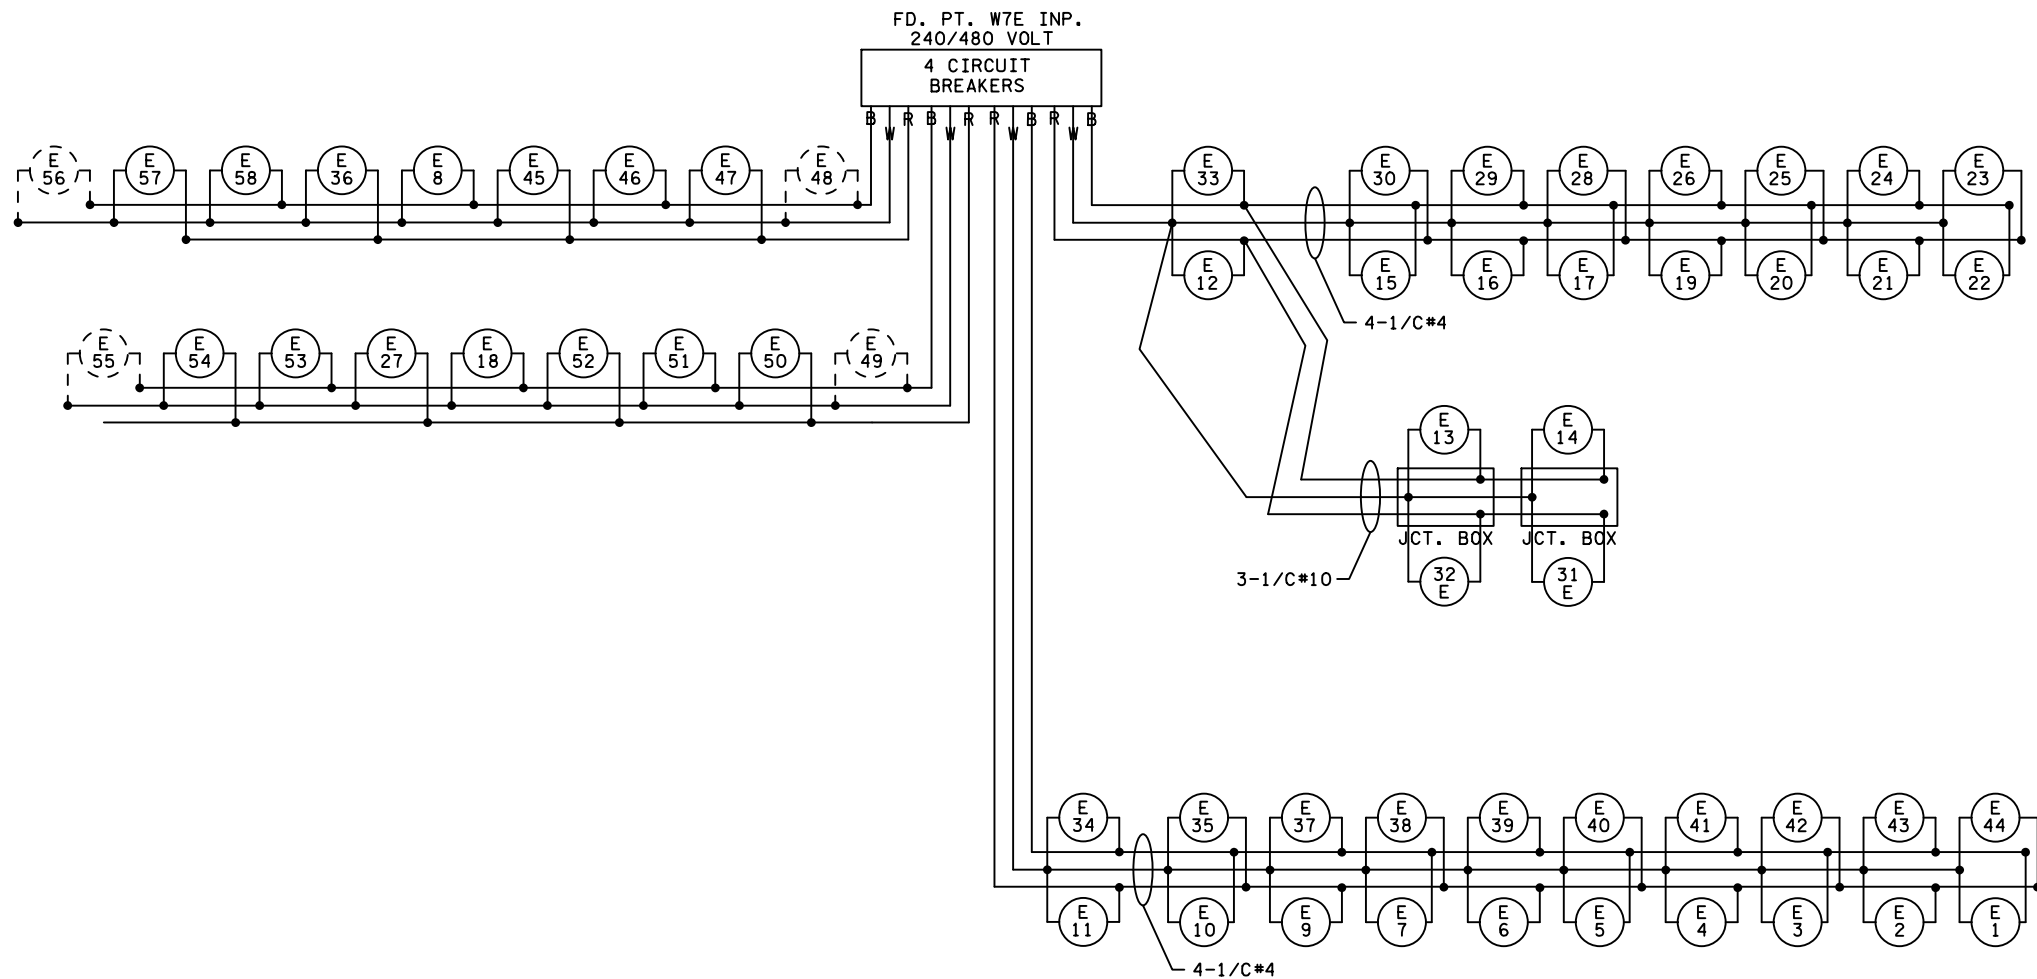 FD. PT. W7E INP.
240/480 VOLT
4 CIRCUIT
BREAKERS
B W R B W R R W B R W B
E E E E E E E E E
56 57 58 36 8 45 46 47 48
E E E E E E E E
33 30 29 28 26 25 24 23
E E E E E E E E
12 15 16 17 19 20 21 22
4-1/C#4
E E E E E E E E E
55 54 53 27 18 52 51 50 49
E E
13 14
JCT. BOX JCT. BOX
3-1/C#10
32 31
E E
E E E E E E E E E E
34 35 37 38 39 40 41 42 43 44
E E E E E E E E E E
11 10 9 7 6 5 4 3 2 1
4-1/C#4